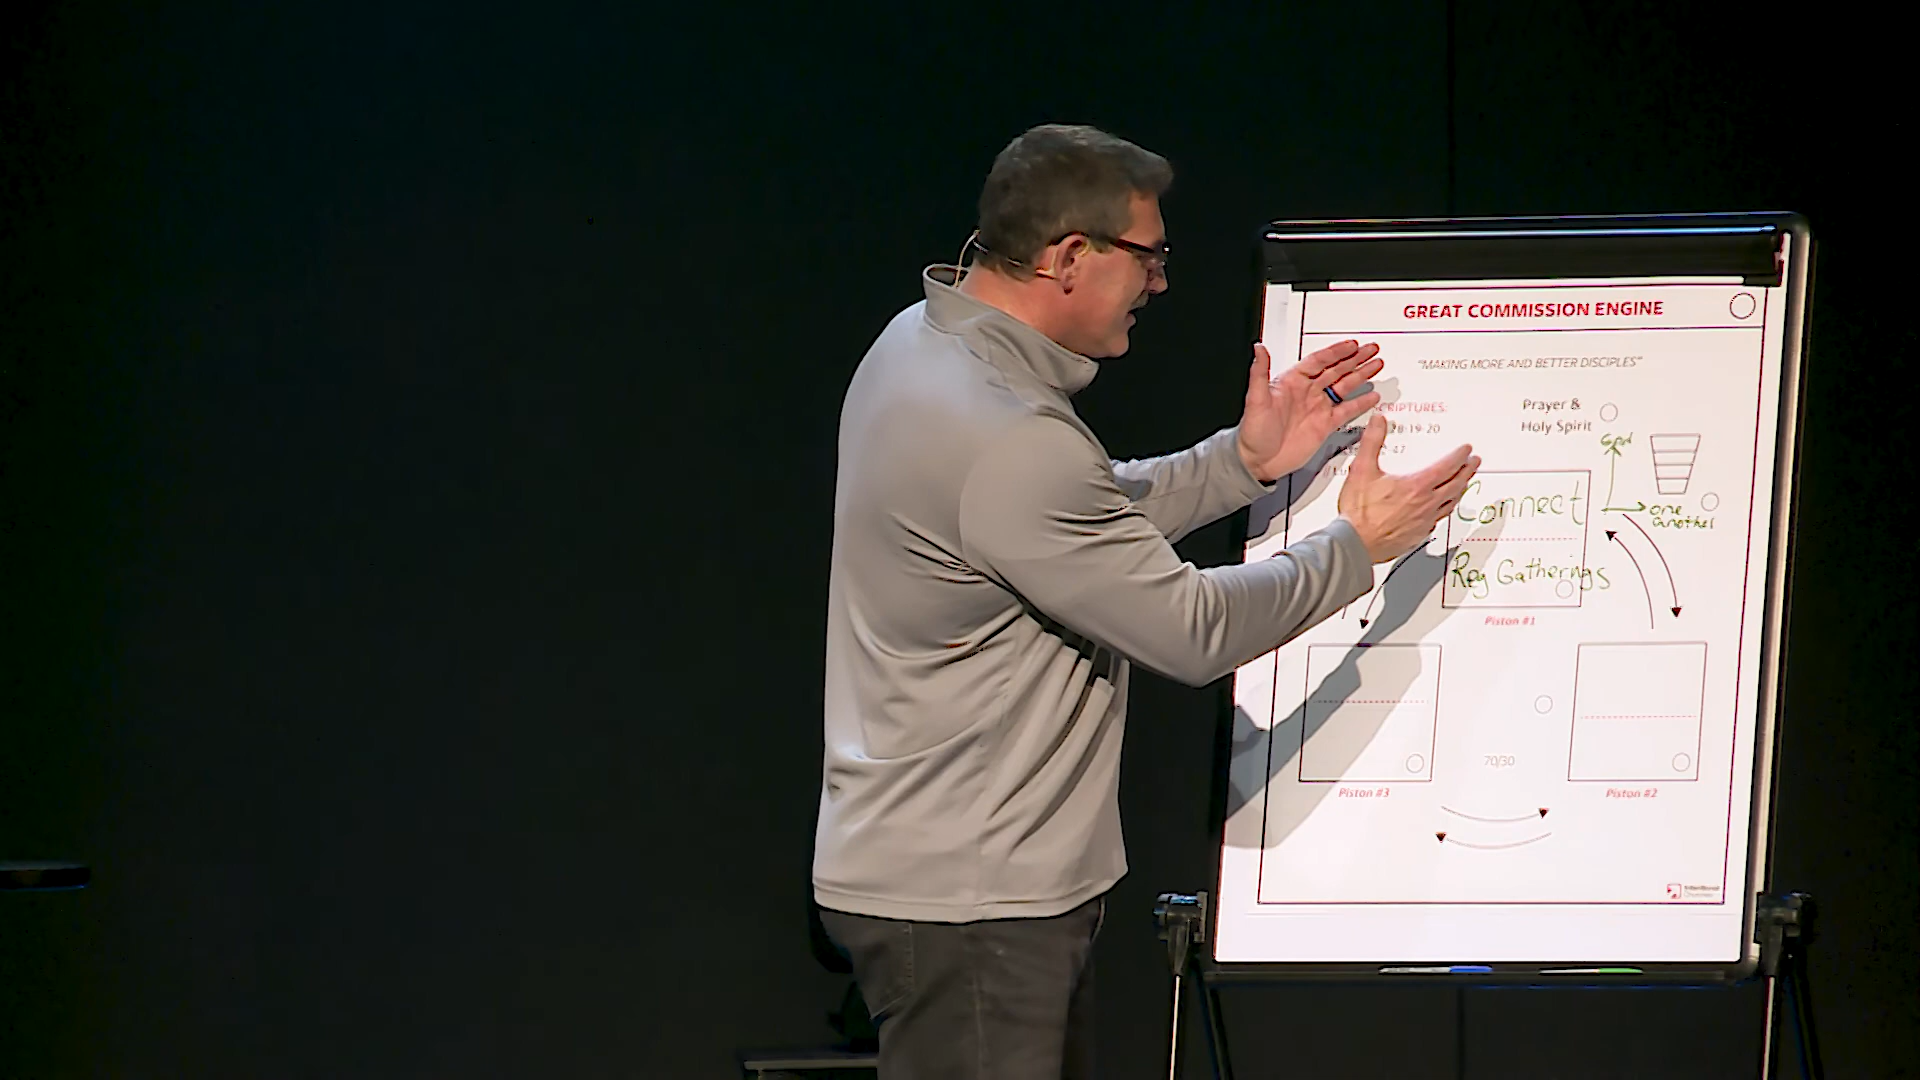 GREAT COMMISSION ENGINE
"MAKING MORE AND BETTER DISCIPLES"
SCRIPTURES:
28:19-20
-47
Prayer &
Holy Spirit
God
one
another
Connect
Reg Gatherings
Piston #1
70/30
Piston #3
Piston #2